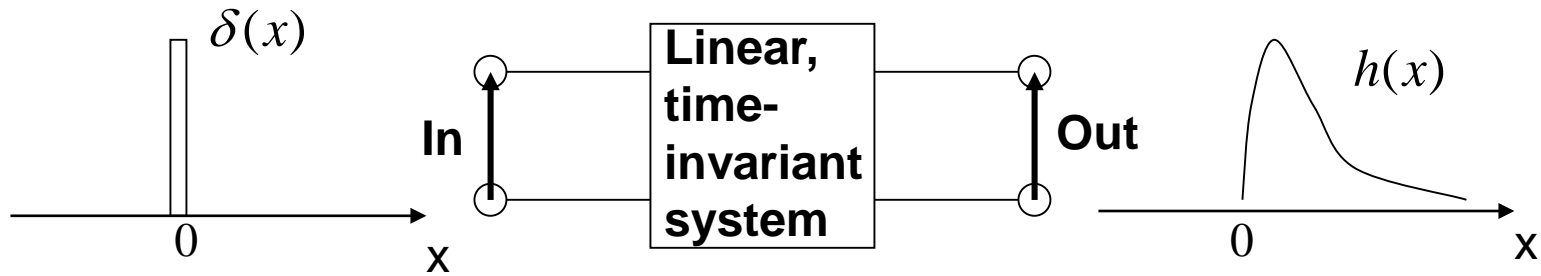 δ(x)
0
x
In
Linear,
time-
invariant
system
Out
h(x)
0
x